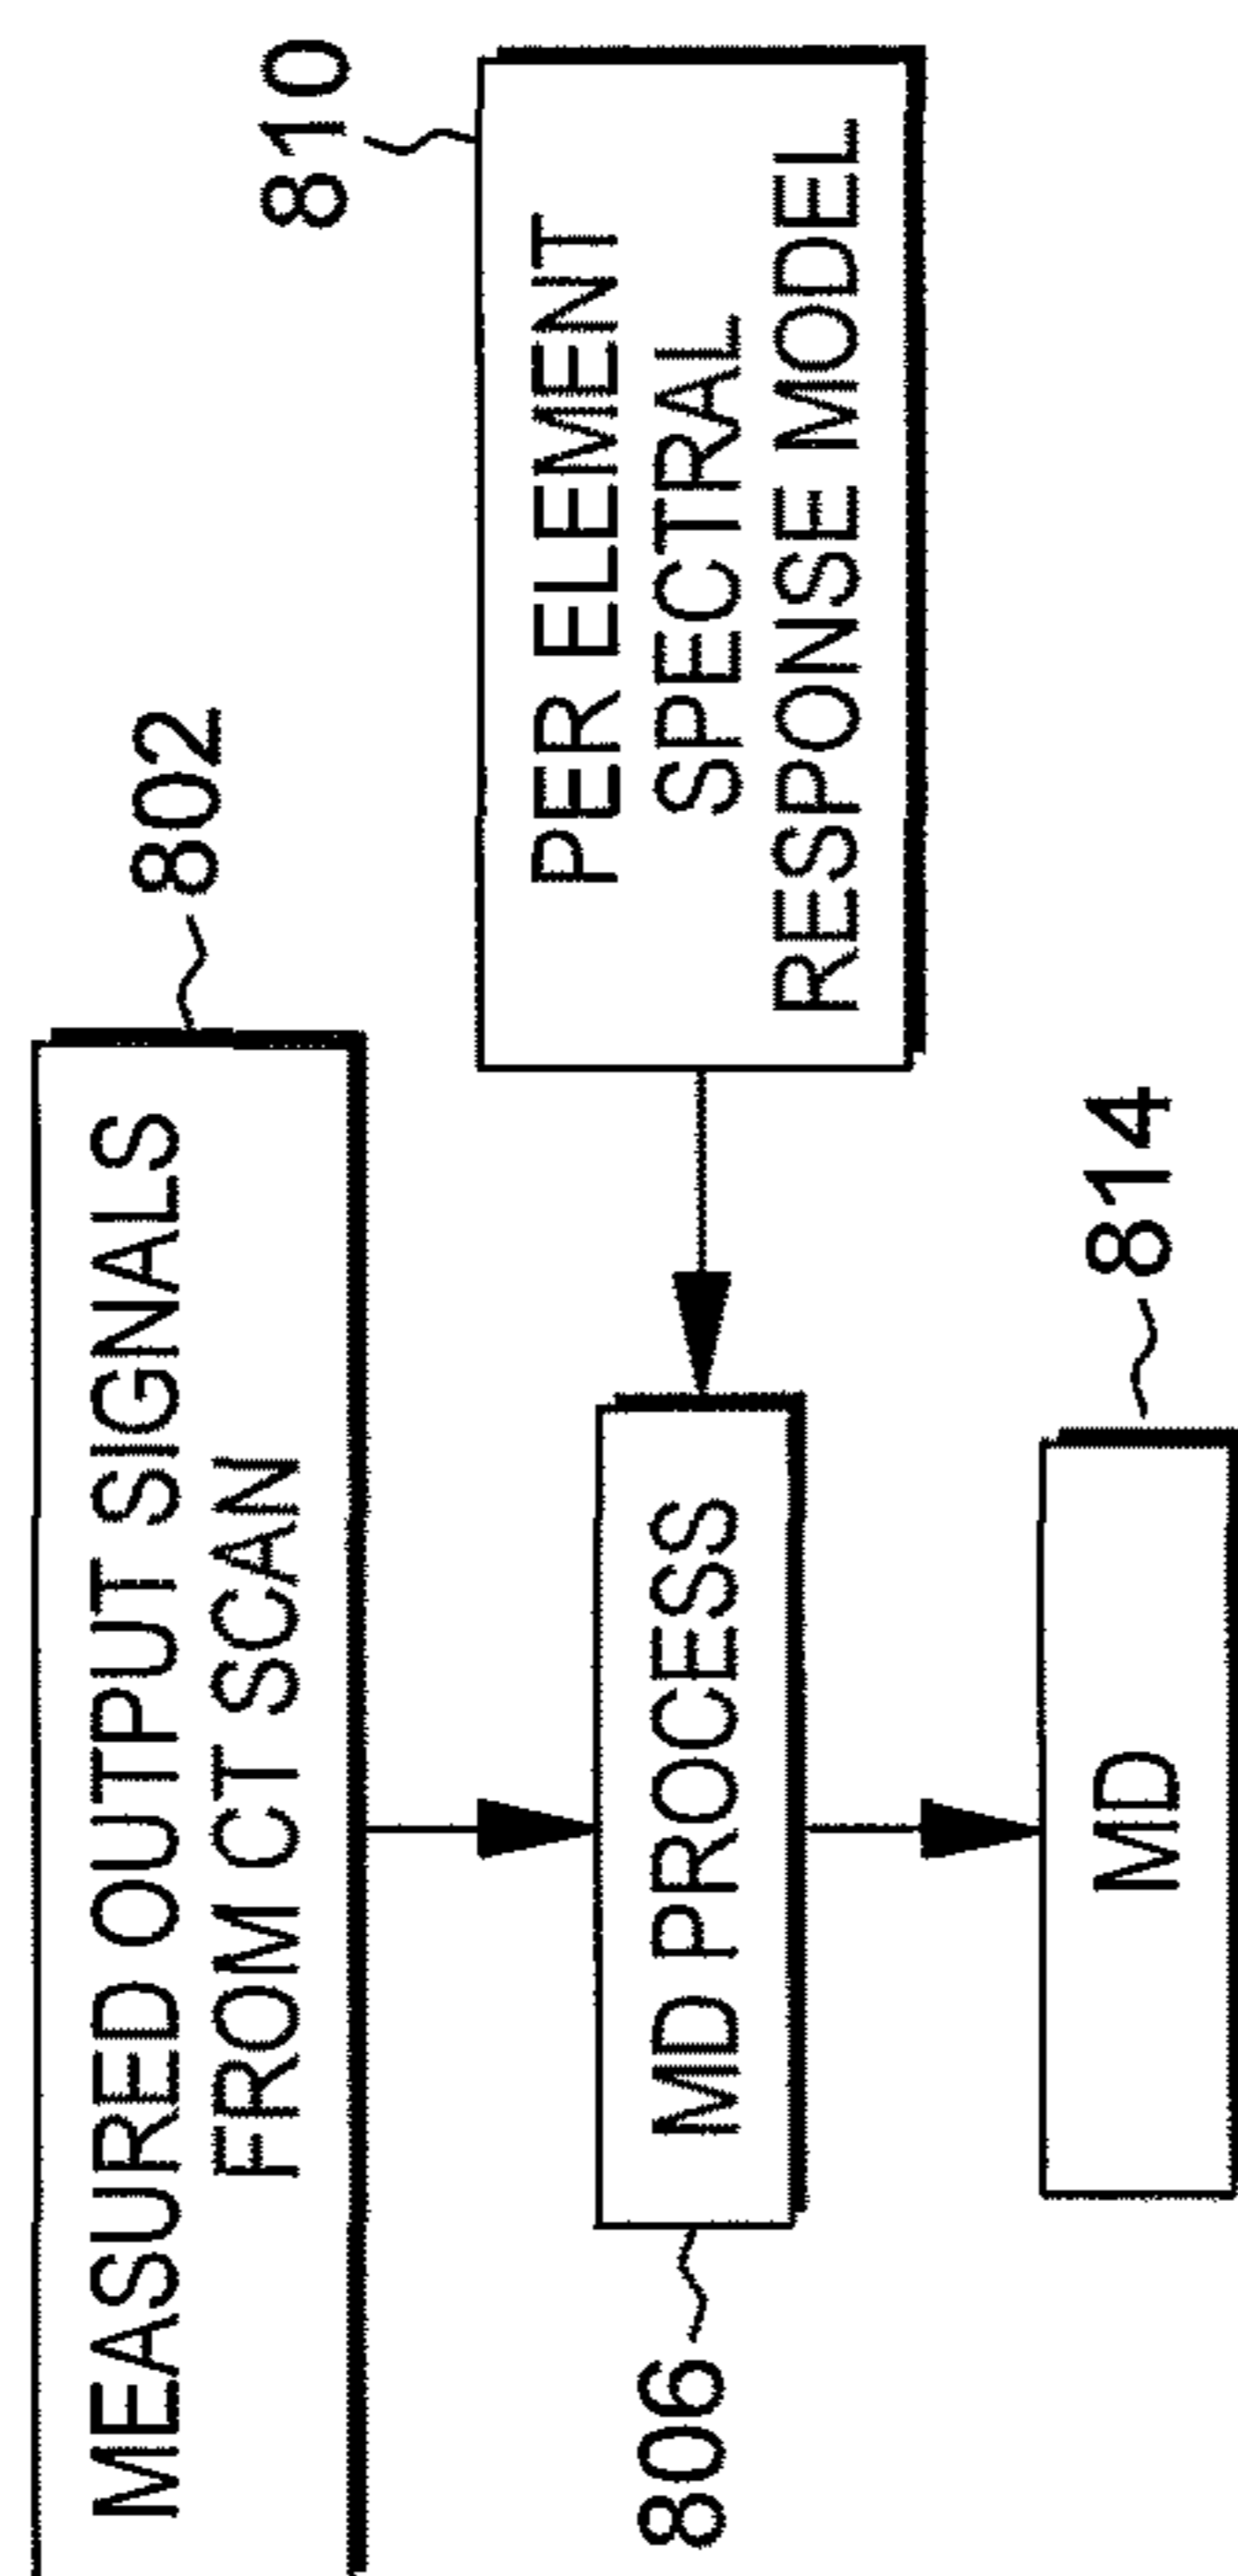 802
MEASURED OUTPUT SIGNALS
FROM CT SCAN
810
PER ELEMENT
SPECTRAL
RESPONSE MODEL
806
MD PROCESS
814
MD